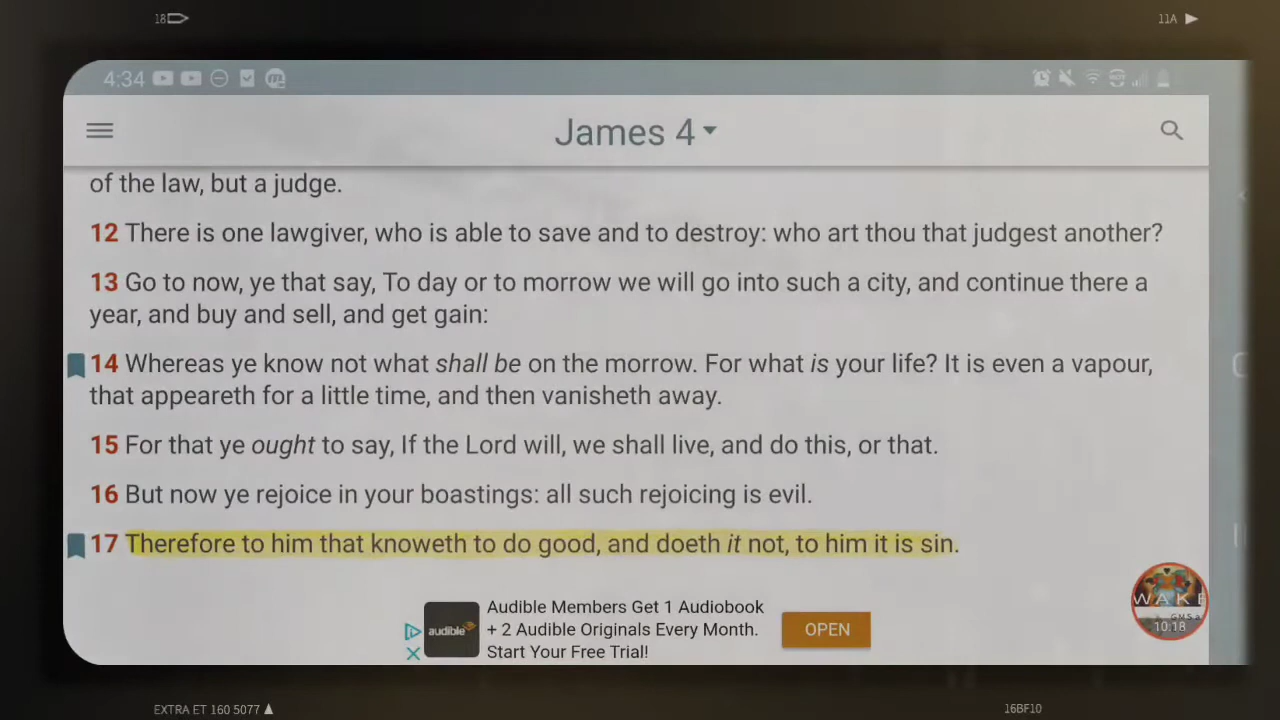 18
11A
4:34
James 4
of the law, but a judge.
12 There is one lawgiver, who is able to save and to destroy: who art thou that judgest another?
13 Go to now, ye that say, To day or to morrow we will go into such a city, and continue there a
year, and buy and sell, and get gain:
14 Whereas ye know not what shall be on the morrow. For what is your life? It is even a vapour,
that appeareth for a little time, and then vanisheth away.
15 For that ye ought to say, If the Lord will, we shall live, and do this, or that.
16 But now ye rejoice in your boastings: all such rejoicing is evil.
17 Therefore to him that knoweth to do good, and doeth it not, to him it is sin.
Audible Members Get 1 Audiobook
+ 2 Audible Originals Every Month.
Start Your Free Trial!
audible
OPEN
WAKE
10:18
EXTRA ET 160 5077
16BF10